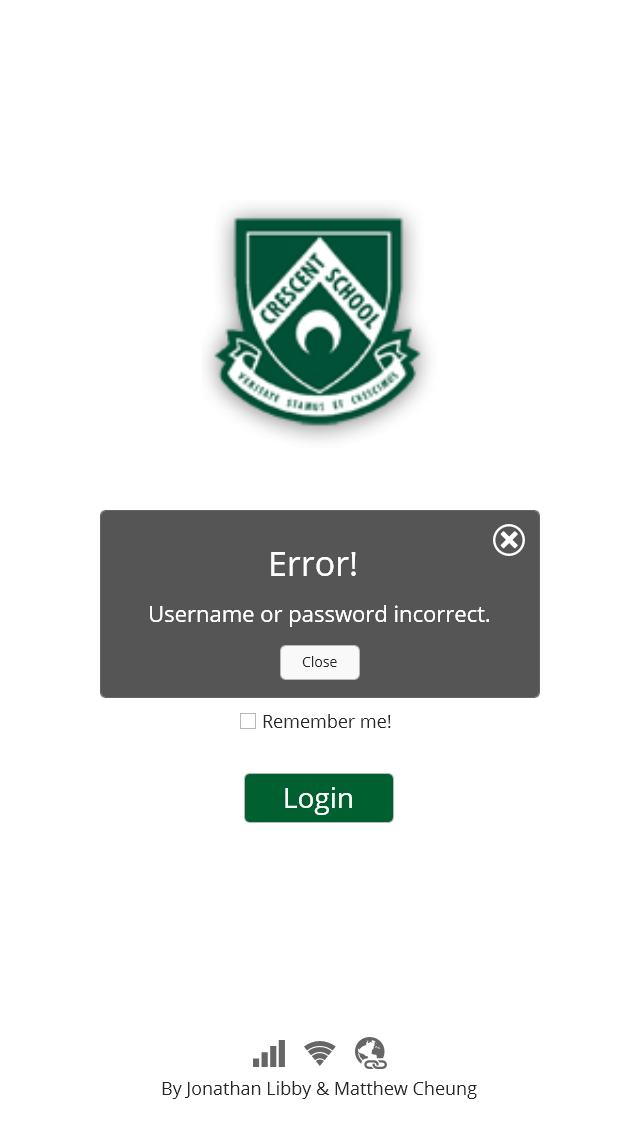 CRESCENT SCHOOL
VERITATE STAMUS ET CRESCIMUS
Error!
Username or password incorrect.
Close
Remember me!
Login
By Jonathan Libby & Matthew Cheung